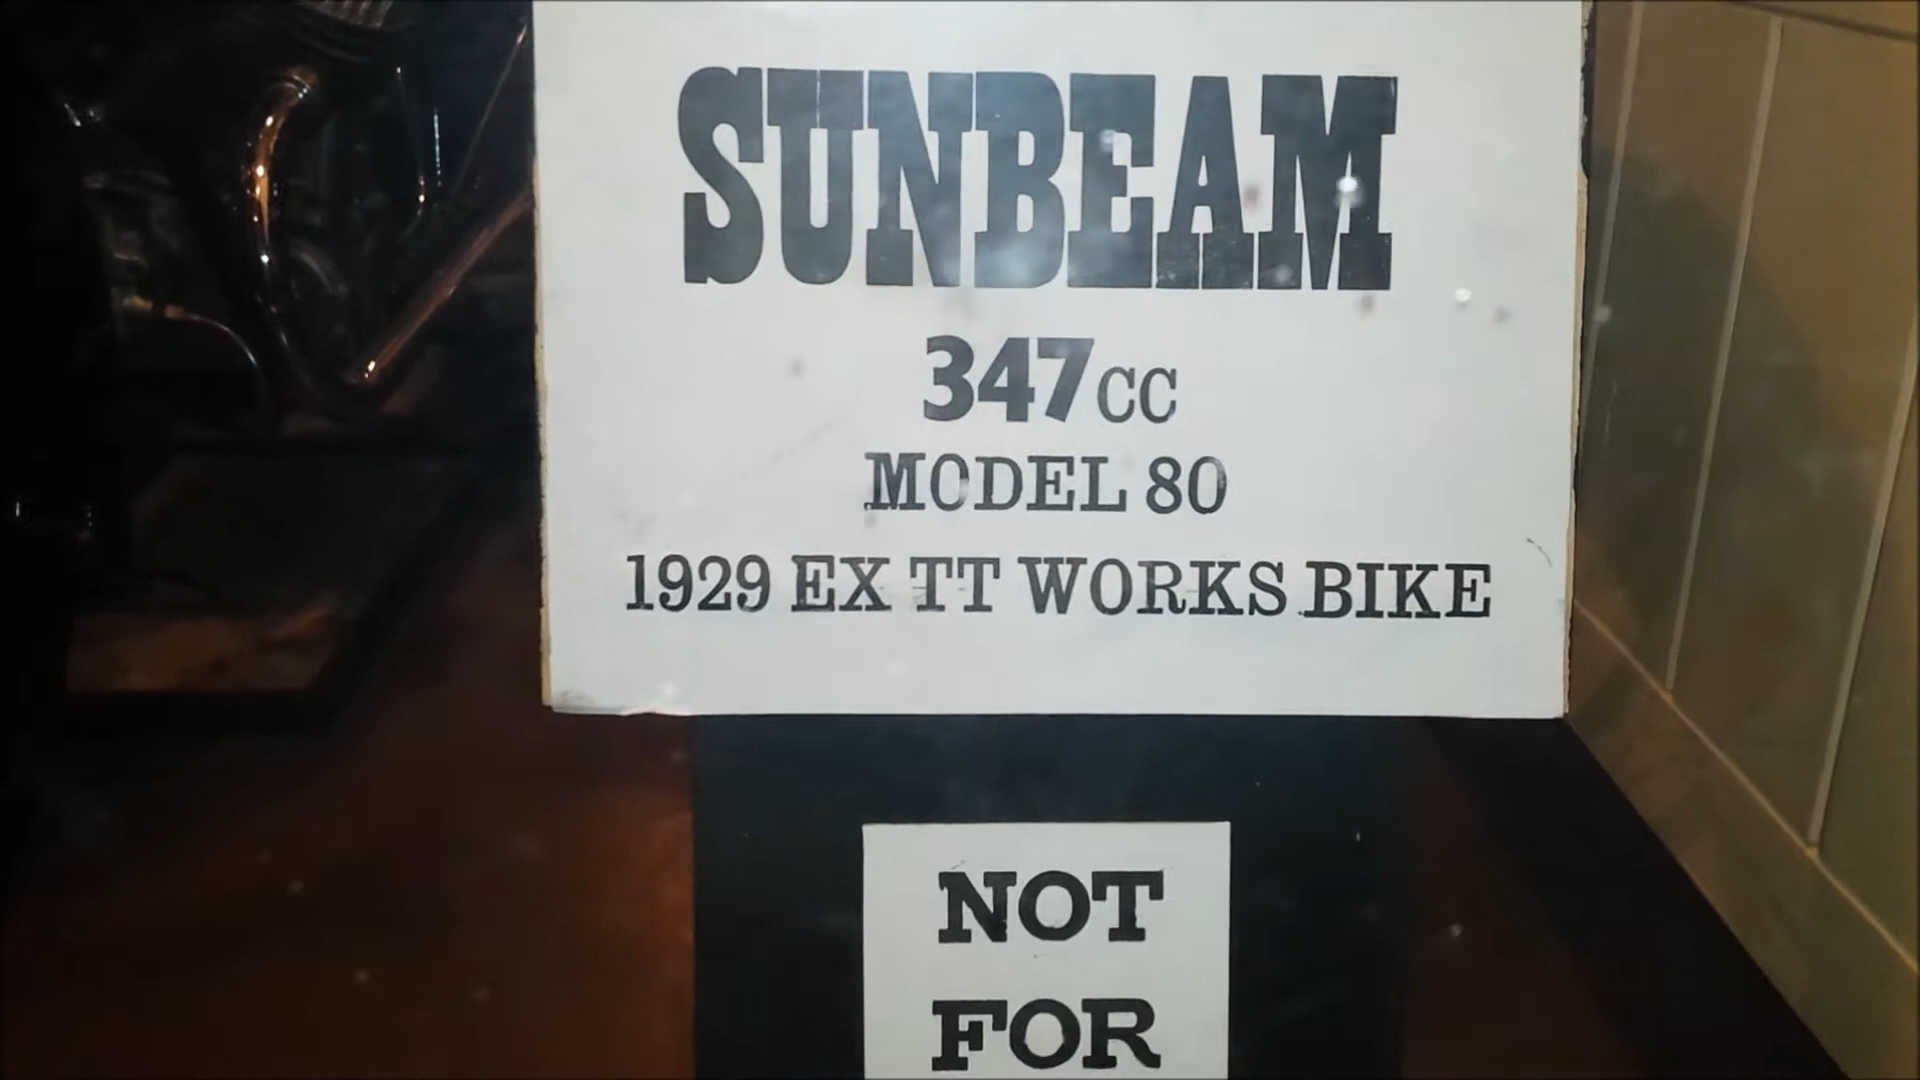 SUNBEAM
347CC
MODEL 80
1929 EX TT WORKS BIKE
NOT
FOR